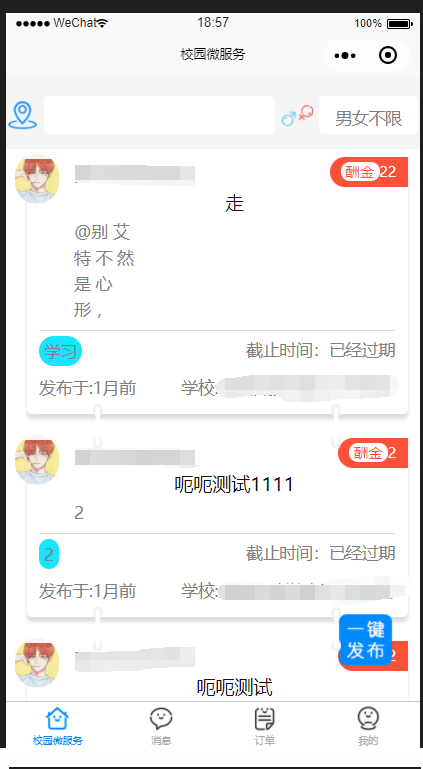 ●●●●● WeChat 18:57 100%
校园微服务
男女不限
酬金 22
走
@别 艾
特 不 然
是 心
形，
学习 截止时间：已经过期
发布于:1月前 学校:
酬金 2
呃呃测试1111
2
2 截止时间：已经过期
发布于:1月前 学校:
一键
发布
2
呃呃测试
校园微服务 消息 订单 我的